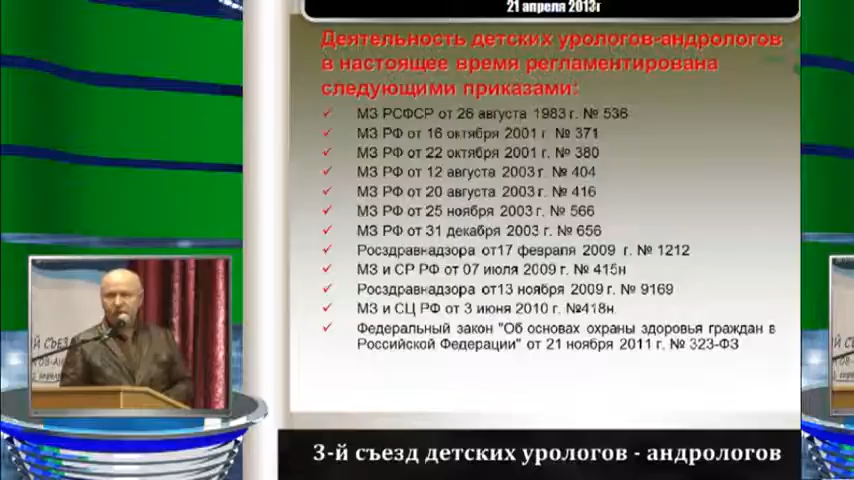 21 апреля 2013г
Деятельность детских урологов-андрологов
в настоящее время регламентирована
следующими приказами:
МЗ РСФСР от 26 августа 1983 г. № 536
МЗ РФ от 16 октября 2001 г. № 371
МЗ РФ от 22 октября 2001 г. № 380
МЗ РФ от 12 августа 2003 г. № 404
МЗ РФ от 20 августа 2003 г. № 416
МЗ РФ от 25 ноября 2003 г. № 566
МЗ РФ от 31 декабря 2003 г. № 656
Росздравнадзора от17 февраля 2009 г. № 1212
МЗ и СР РФ от 07 июля 2009 г. № 415н
Росздравнадзора от13 ноября 2009 г. № 9169
МЗ и СЦ РФ от 3 июня 2010 г. №418н
Федеральный закон "Об основах охраны здоровья граждан в
Российской Федерации" от 21 ноября 2011 г. № 323-ФЗ
Й СЪЕЗД
3-й съезд детских урологов - андрологов